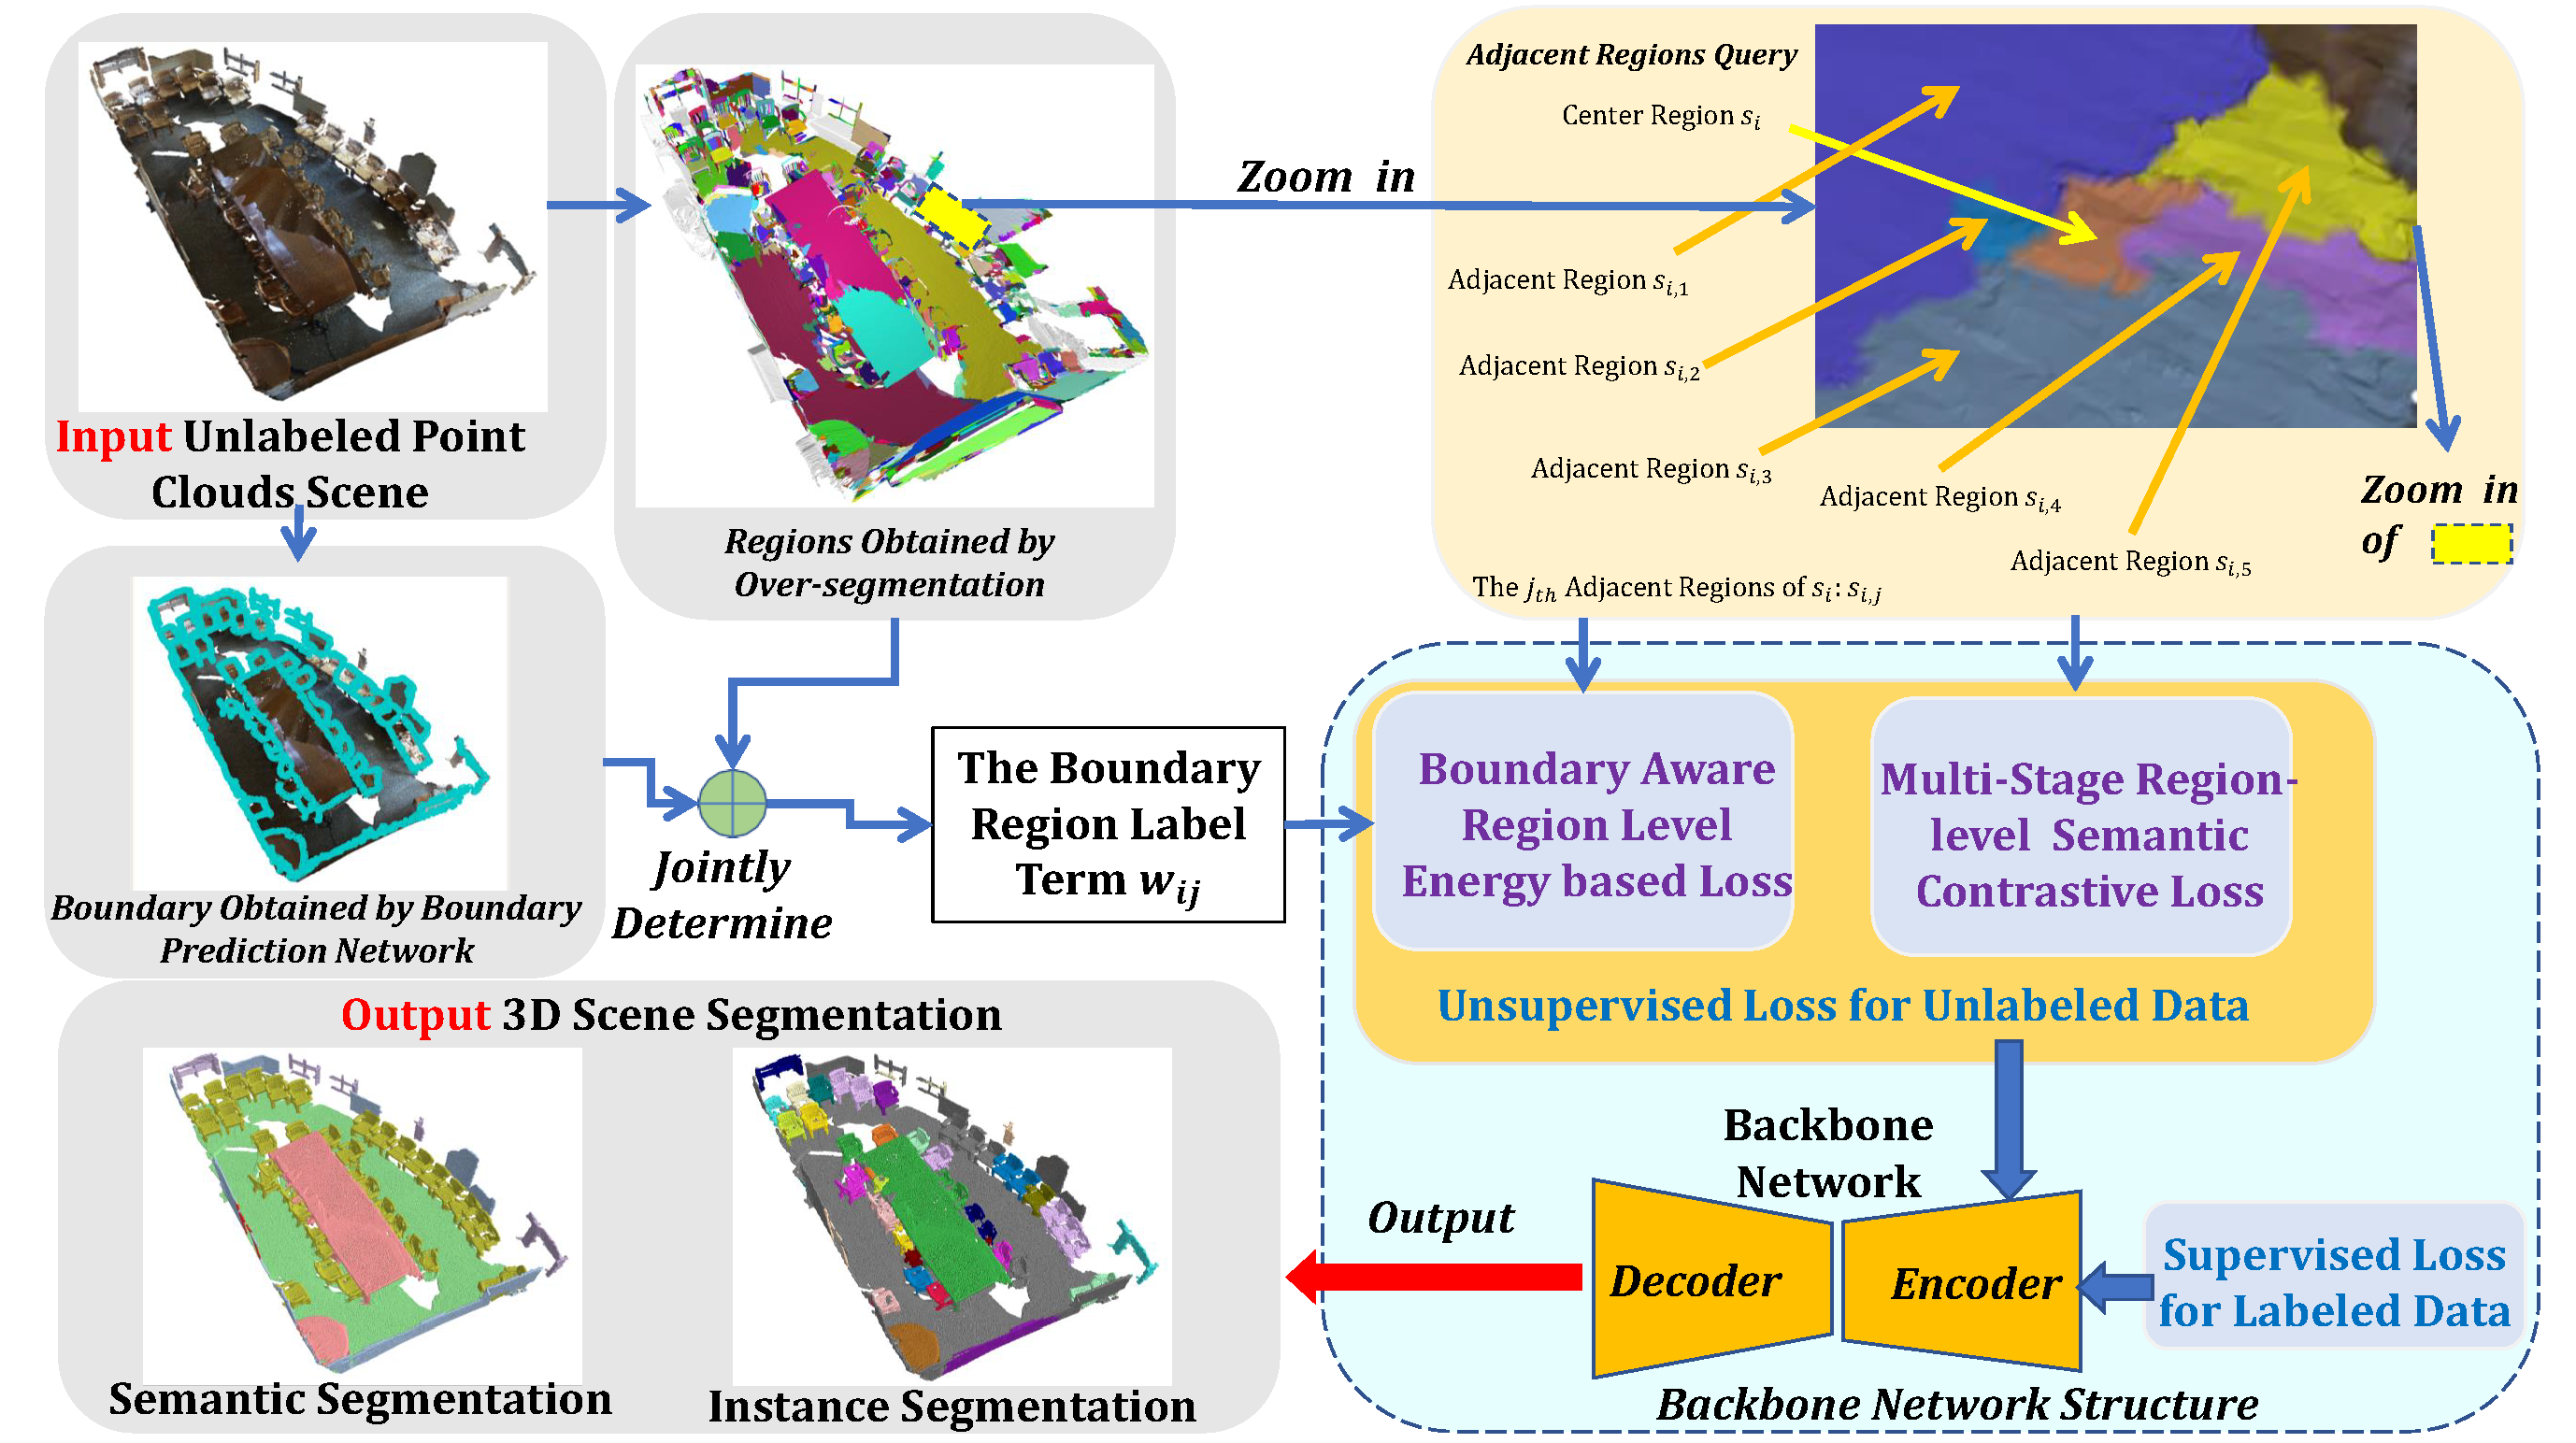 Input Unlabeled Point
Clouds Scene
Regions Obtained by
Over-segmentation
Zoom in
Adjacent Regions Query
Center Region s_i
Adjacent Region s_{i,1}
Adjacent Region s_{i,2}
Adjacent Region s_{i,3}
Adjacent Region s_{i,4}
Adjacent Region s_{i,5}
The j_{th} Adjacent Regions of s_i: s_{i,j}
Zoom in
of
Boundary Obtained by Boundary
Prediction Network
Jointly
Determine
The Boundary
Region Label
Term w_{ij}
Boundary Aware
Region Level
Energy based Loss
Multi-Stage Region-
level Semantic
Contrastive Loss
Unsupervised Loss for Unlabeled Data
Backbone
Network
Decoder
Encoder
Supervised Loss
for Labeled Data
Backbone Network Structure
Output
Output 3D Scene Segmentation
Semantic Segmentation
Instance Segmentation